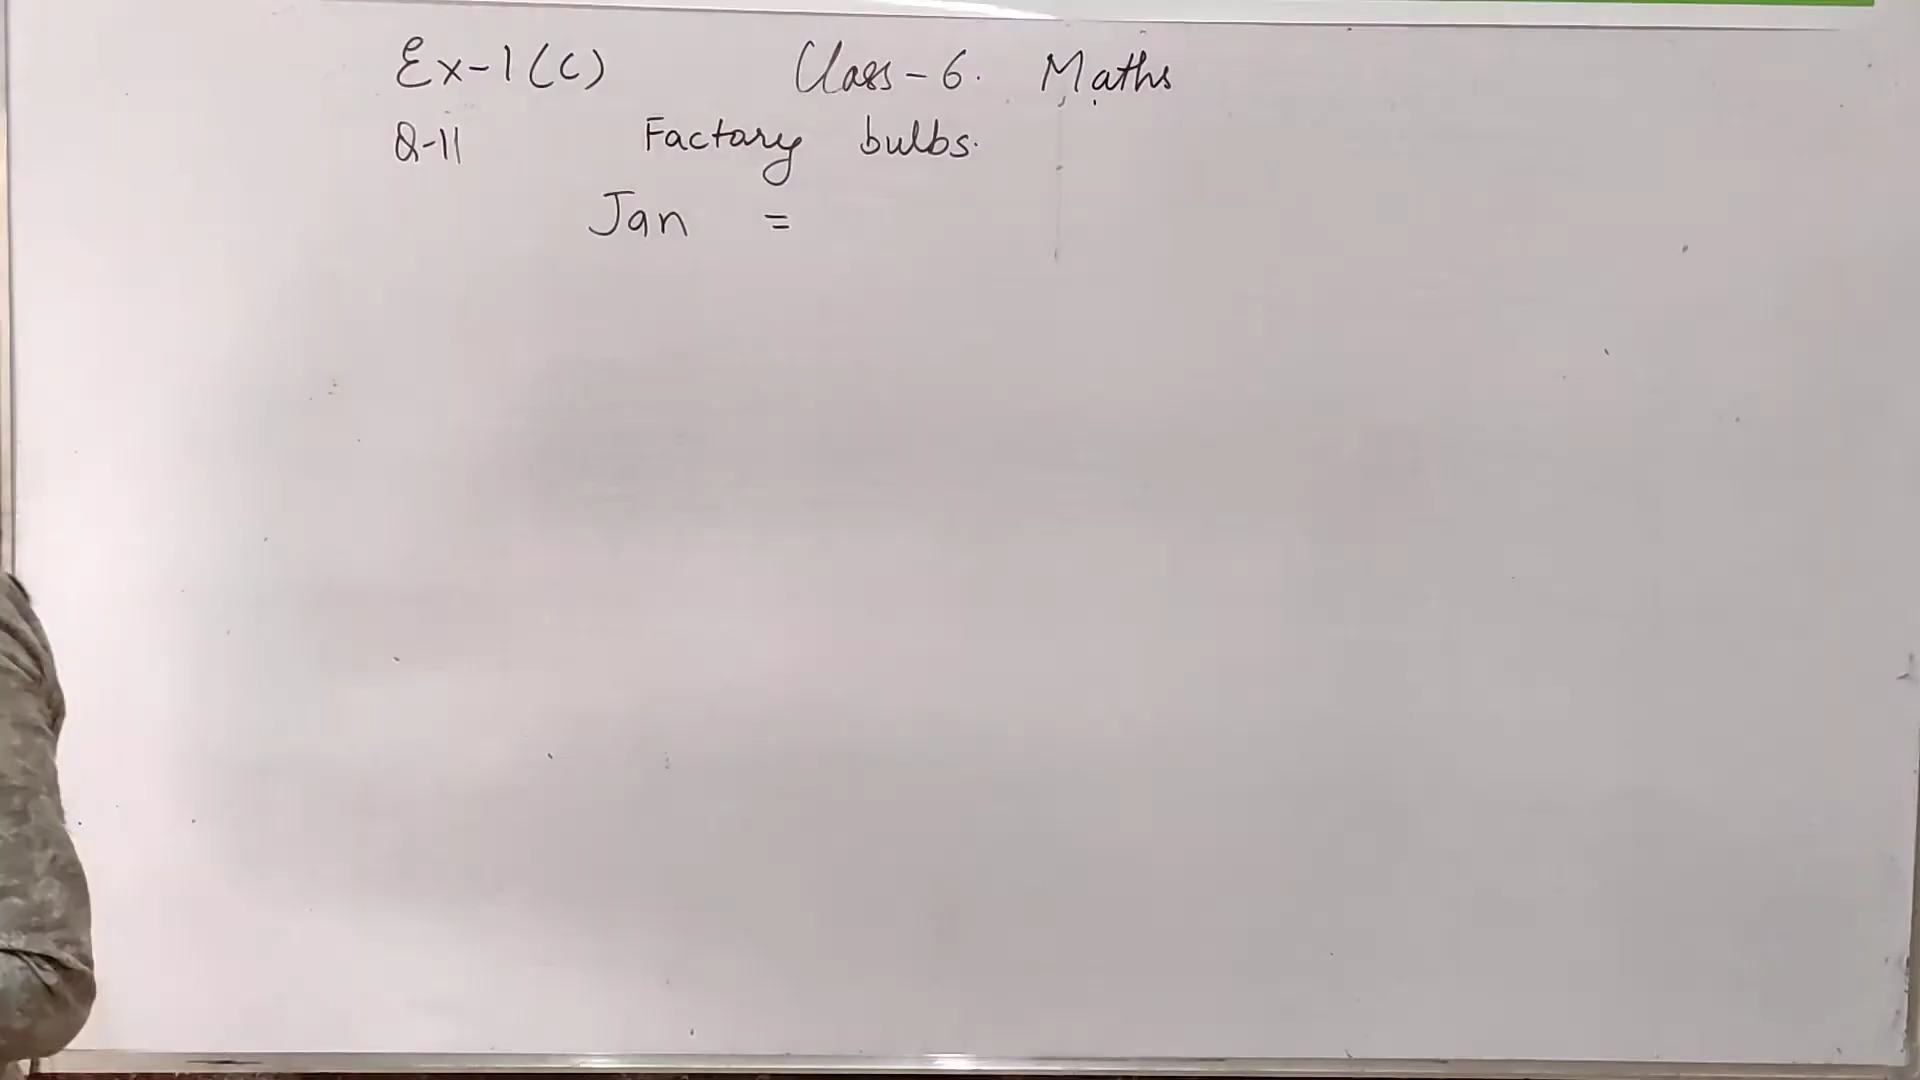 Ex-1(C) Class-6. Maths
Q-11 Factory bulbs.
Jan =